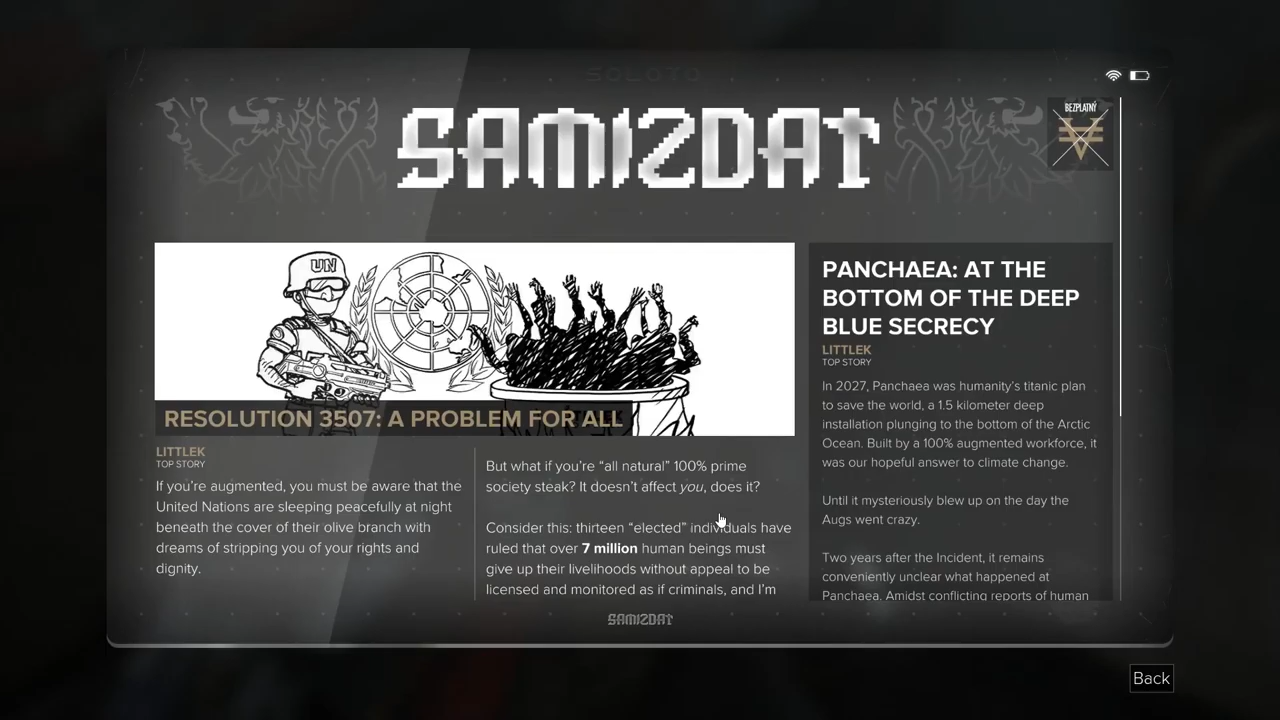 SOLOTO
SAMIZDAT
BEZPLATNÝ
UN
RESOLUTION 3507: A PROBLEM FOR ALL
LITTLEK
TOP STORY
If you're augmented, you must be aware that the
United Nations are sleeping peacefully at night
beneath the cover of their olive branch with
dreams of stripping you of your rights and
dignity.
But what if you're “all natural” 100% prime
society steak? It doesn't affect you, does it?
Consider this: thirteen “elected” individuals have
ruled that over 7 million human beings must
give up their livelihoods without appeal to be
licensed and monitored as if criminals, and I'm
PANCHAEA: AT THE
BOTTOM OF THE DEEP
BLUE SECRECY
LITTLEK
TOP STORY
In 2027, Panchaea was humanity's titanic plan
to save the world, a 1.5 kilometer deep
installation plunging to the bottom of the Arctic
Ocean. Built by a 100% augmented workforce, it
was our hopeful answer to climate change.
Until it mysteriously blew up on the day the
Augs went crazy.
Two years after the Incident, it remains
conveniently unclear what happened at
Panchaea. Amidst conflicting reports of human
SAMIZDAT
Back